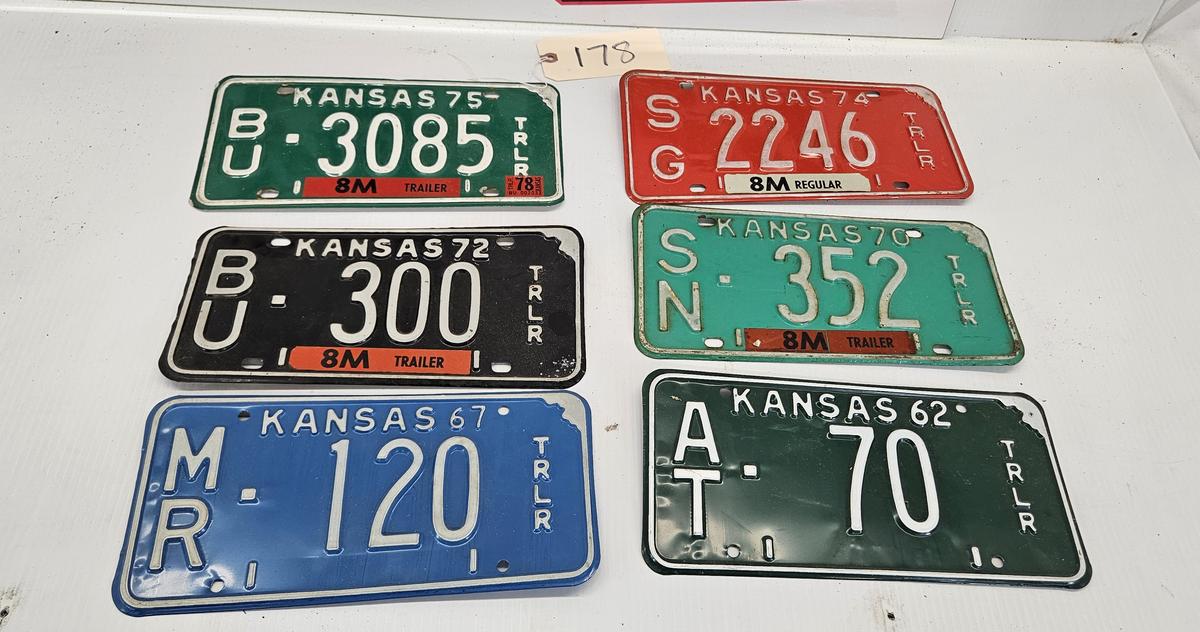 178
KANSAS 75
BU·3085 TRLR
8M TRAILER
78
KANSAS 74
SG 2246 TRLR
8M REGULAR
KANSAS 72
BU·300 TRLR
8M TRAILER
KANSAS 70
SN·352 TRLR
8M TRAILER
KANSAS 67
MR·120 TRLR
KANSAS 62
AT·70 TRLR